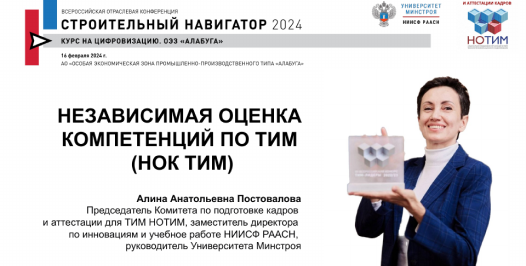 ВСЕРОССИЙСКАЯ ОТРАСЛЕВАЯ КОНФЕРЕНЦИЯ
СТРОИТЕЛЬНЫЙ НАВИГАТОР 2024
КУРС НА ЦИФРОВИЗАЦИЮ. ОЭЗ «АЛАБУГА»
16 февраля 2024 г.
АО «ОСОБАЯ ЭКОНОМИЧЕСКАЯ ЗОНА ПРОМЫШЛЕННО-ПРОИЗВОДСТВЕННОГО ТИПА «АЛАБУГА»
УНИВЕРСИТЕТ
МИНСТРОЯ
НИИСФ РААСН
И АТТЕСТАЦИИ КАДРОВ
НОТИМ
НЕЗАВИСИМАЯ ОЦЕНКА
КОМПЕТЕНЦИЙ ПО ТИМ
(НОК ТИМ)
Алина Анатольевна Постовалова
Председатель Комитета по подготовке кадров
и аттестации для ТИМ НОТИМ, заместитель директора
по инновациям и учебное работе НИИСФ РААСН,
руководитель Университета Минстроя